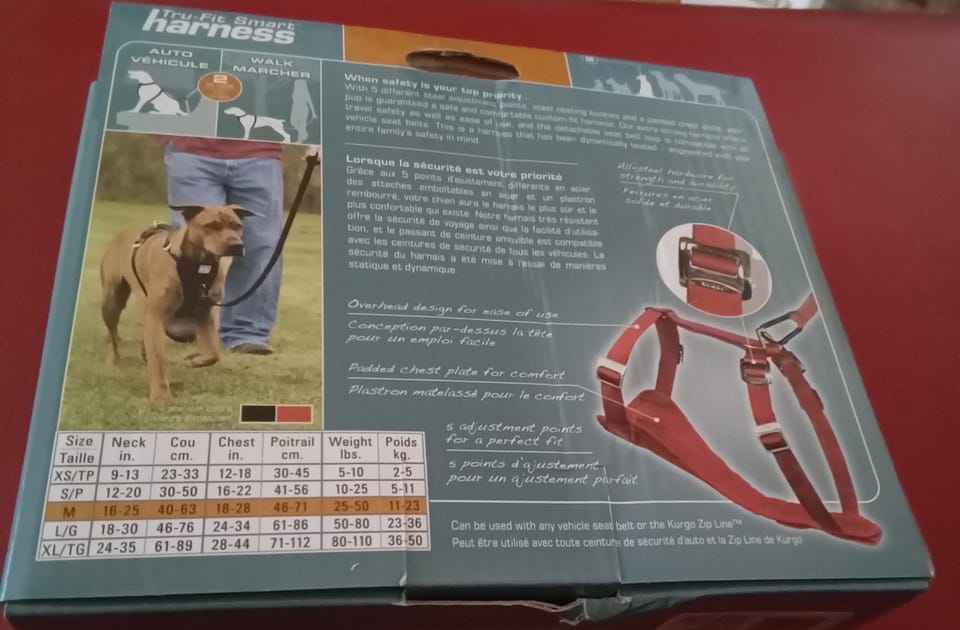 Tru-Fit Smart
harness
AUTO
VÉHICULE
WALK
MARCHER
2
When safety is your top priority...
With 5 different steel adjustment points, steel nesting buckles and a padded chest plate, your
pup is guaranteed a safe and comfortable custom-fit harness. Our extra strong harness offers
travel safety as well as ease of use, and the detachable seat belt loop is compatible with all
vehicle seat belts. This is a harness that has been dynamically tested - engineered with your
entire family's safety in mind.
Lorsque la sécurité est votre priorité
Grâce aux 5 points d'ajustement différents en acier,
des attaches emboîtables en acier et un plastron
rembourré, votre chien aura le harnais le plus sûr et le
plus confortable qui existe. Notre harnais très résistant
offre la sécurité de voyage ainsi que la facilité d'utilisa-
tion, et le passant de ceinture amovible est compatible
avec les ceintures de sécurité de tous les véhicules. La
sécurité du harnais a été mise à l'essai de manières
statique et dynamique.
All-steel hardware for
strength and durability
Ferrures en acier
solide et durable
Overhead design for ease of use
Conception par-dessus la tête
pour un emploi facile
Padded chest plate for comfort
Plastron matelassé pour le confort
5 adjustment points
for a perfect fit
5 points d'ajustement,
pour un ajustement parfait
Size Neck Cou Chest Poitrail Weight Poids
Taille in. cm. in. cm. lbs. kg.
XS/TP 9-13 23-33 12-18 30-45 5-10 2-5
S/P 12-20 30-50 16-22 41-56 10-25 5-11
M 16-25 40-63 18-28 46-71 25-50 11-23
L/G 18-30 46-76 24-34 61-86 50-80 23-36
XL/TG 24-35 61-89 28-44 71-112 80-110 36-50
Can be used with any vehicle seat belt or the Kurgo Zip Line™
Peut être utilisé avec toute ceinture de sécurité d'auto et la Zip Line de Kurgo